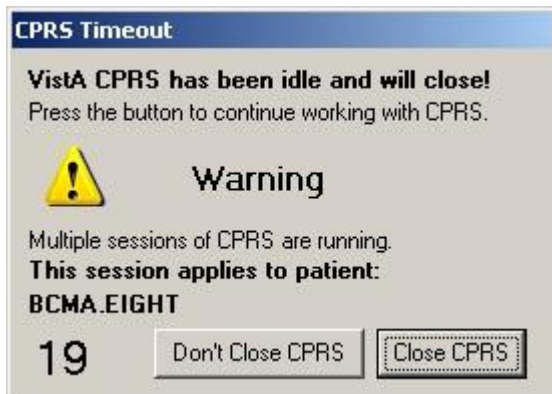 CPRS Timeout
VistA CPRS has been idle and will close!
Press the button to continue working with CPRS.
Warning
Multiple sessions of CPRS are running.
This session applies to patient:
BCMA.EIGHT
19 Don't Close CPRS Close CPRS